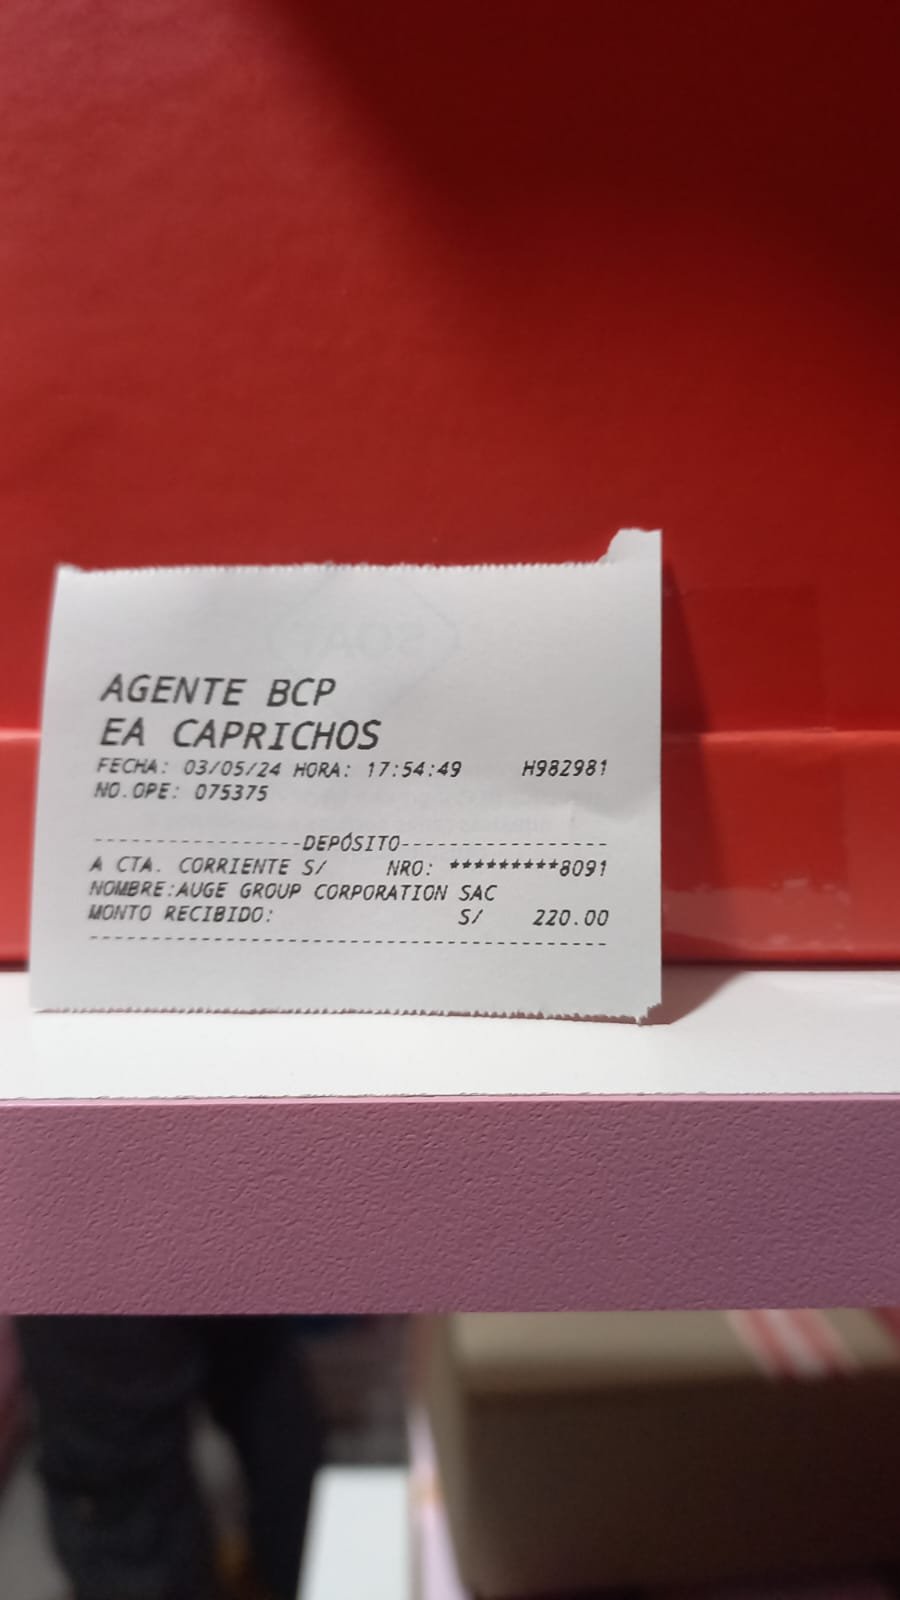 AGENTE BCP
EA CAPRICHOS
FECHA: 03/05/24 HORA: 17:54:49 H982981
NO.OPE: 075375
------------------DEPÓSITO------------------
A CTA. CORRIENTE S/ NRO: *********8091
NOMBRE:AUGE GROUP CORPORATION SAC
MONTO RECIBIDO: S/ 220.00
--------------------------------------------